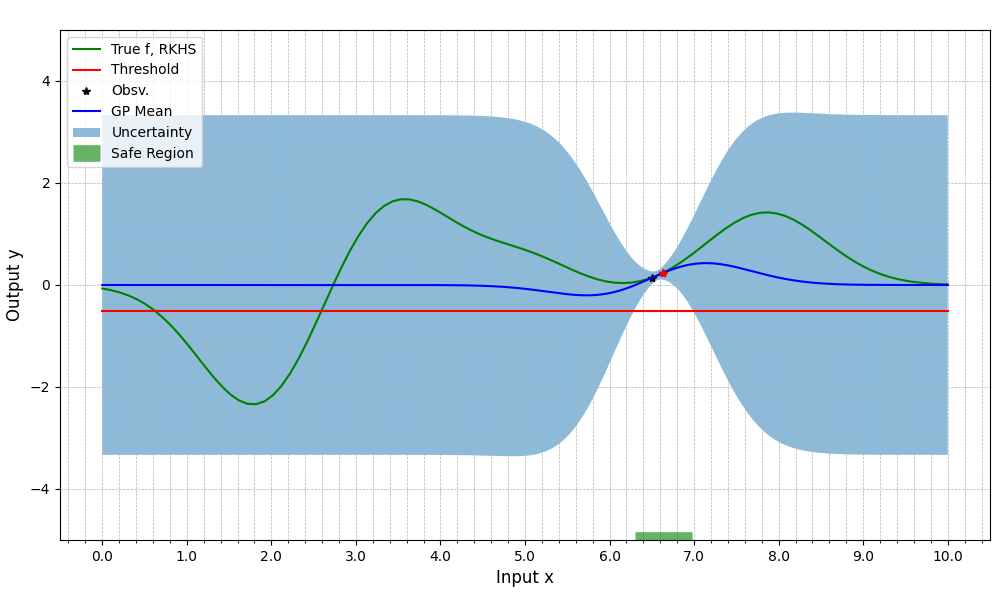 True f, RKHS
Threshold
Obsv.
GP Mean
Uncertainty
Safe Region
Output y
4
2
0
−2
−4
0.0 1.0 2.0 3.0 4.0 5.0 6.0 7.0 8.0 9.0 10.0
Input x